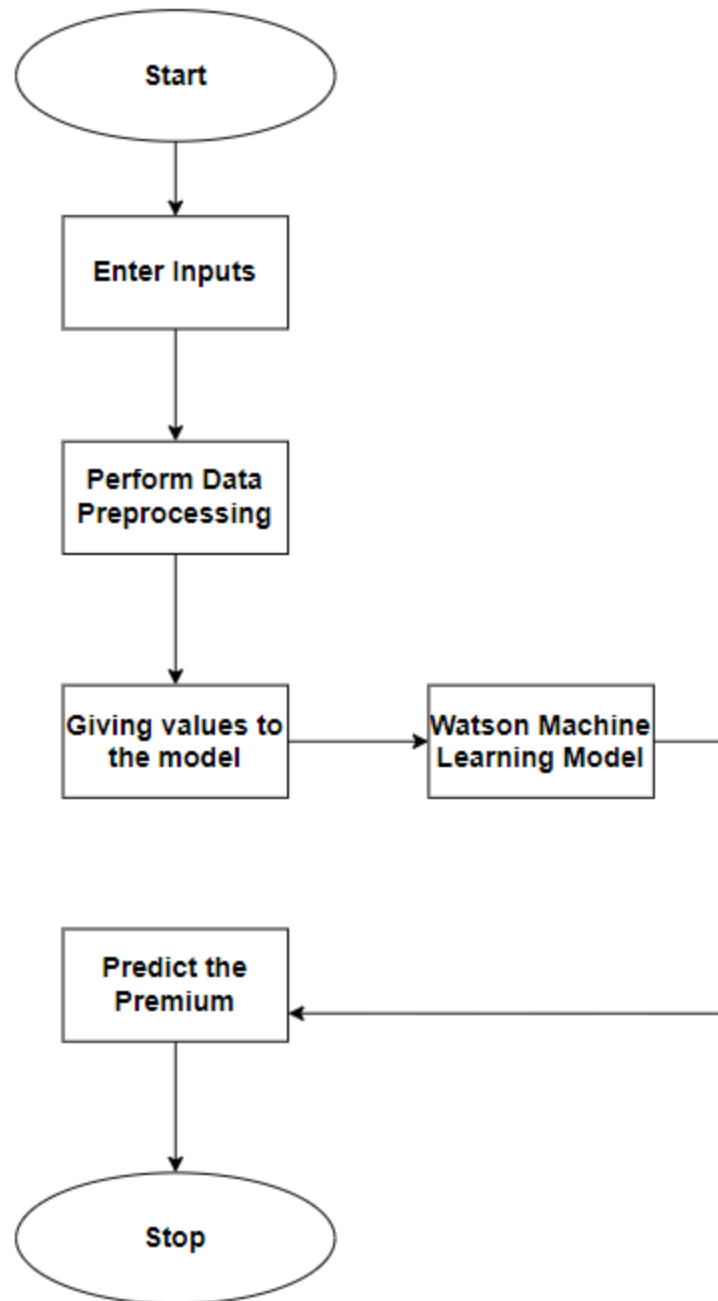 Start
Enter Inputs
Perform Data
Preprocessing
Giving values to
the model
Watson Machine
Learning Model
Predict the
Premium
Stop